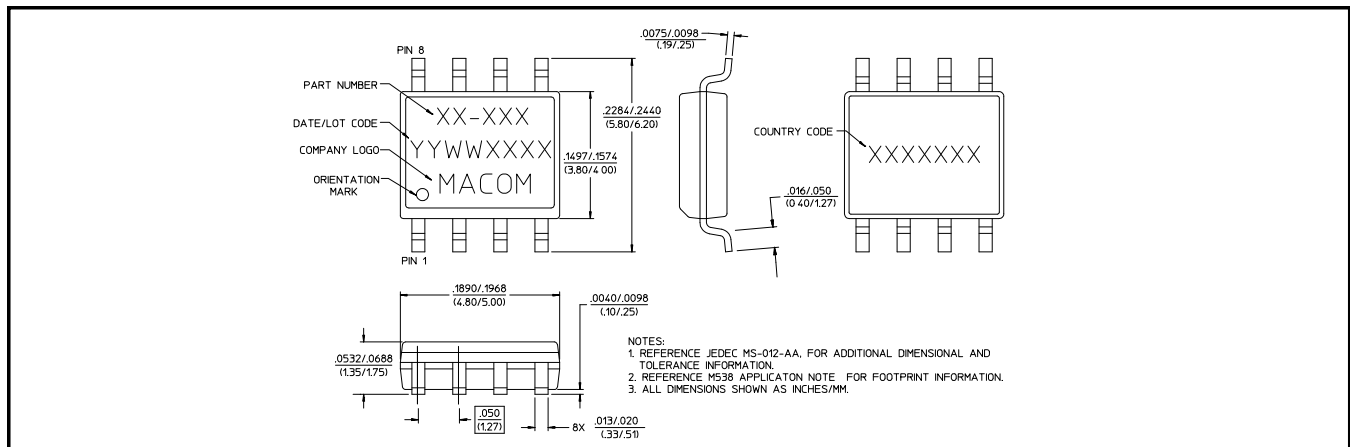 PIN 8
PART NUMBER
DATE/LOT CODE
COMPANY LOGO
ORIENTATION
MARK
XX-XXX
YYWWXXXX
MACOM
PIN 1
.1497/.1574
(3.80/4 00)
.2284/.2440
(5.80/6.20)
.0075/.0098
(.19/.25)
.016/.050
(0 40/1.27)
COUNTRY CODE
XXXXXXX
.1890/.1968
(4.80/5.00)
.0040/.0098
(.10/.25)
.0532/.0688
(1.35/1.75)
.050
(1.27)
8X .013/.020
(.33/.51)
NOTES:
1. REFERENCE JEDEC MS-012-AA, FOR ADDITIONAL DIMENSIONAL AND
TOLERANCE INFORMATION.
2. REFERENCE M538 APPLICATON NOTE FOR FOOTPRINT INFORMATION.
3. ALL DIMENSIONS SHOWN AS INCHES/MM.